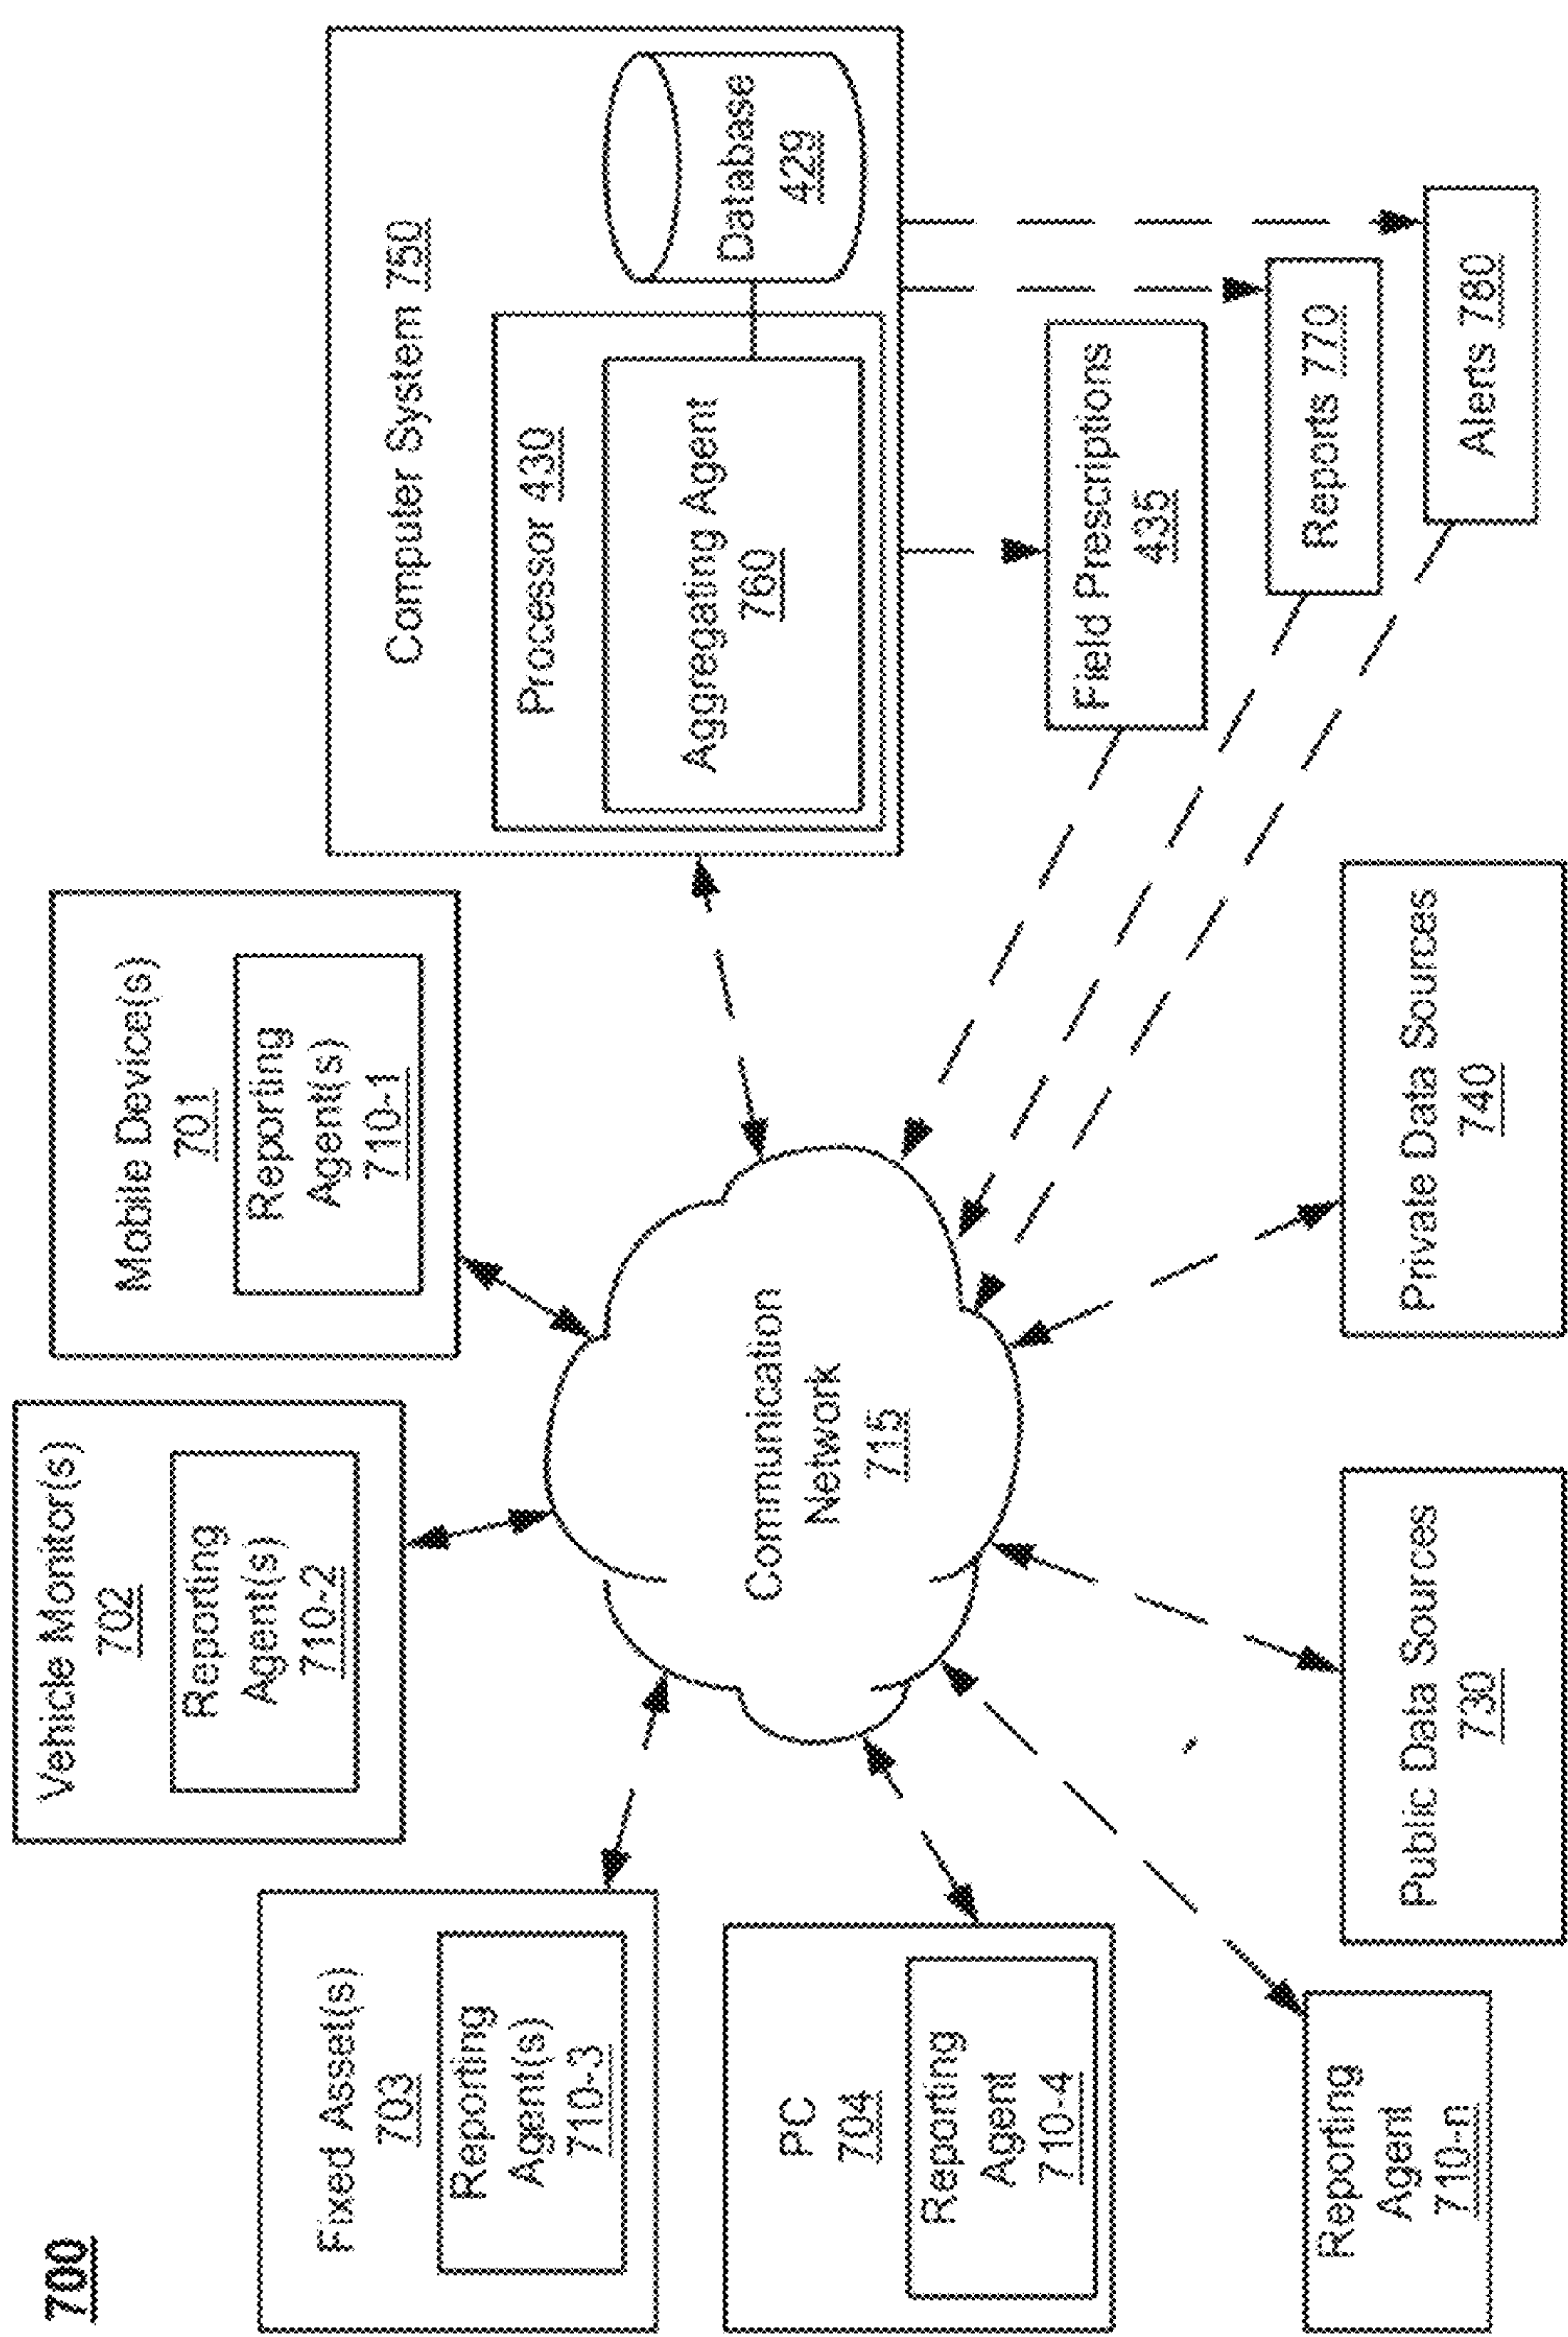 700
Vehicle Monitor(s)
702
Reporting
Agent(s)
710-2
Mobile Device(s)
701
Reporting
Agent(s)
710-1
Fixed Asset(s)
703
Reporting
Agent(s)
710-3
Computer System 750
Processor 430
Aggregating Agent
760
Database
429
PC
704
Reporting
Agent
710-4
Communication
Network
715
Field Prescriptions
435
Reports 770
Alerts 780
Reporting
Agent
710-n
Public Data Sources
730
Private Data Sources
740